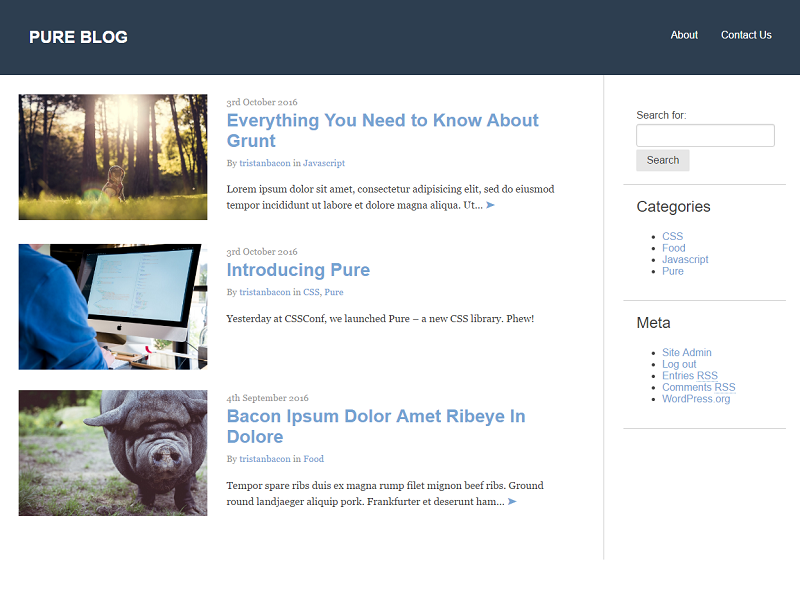 PURE BLOG
About
Contact Us
3rd October 2016
Everything You Need to Know About
Grunt
By tristanbacon in Javascript
Lorem ipsum dolor sit amet, consectetur adipisicing elit, sed do eiusmod
tempor incididunt ut labore et dolore magna aliqua. Ut... ➤
3rd October 2016
Introducing Pure
By tristanbacon in CSS, Pure
Yesterday at CSSConf, we launched Pure – a new CSS library. Phew!
4th September 2016
Bacon Ipsum Dolor Amet Ribeye In
Dolore
By tristanbacon in Food
Tempor spare ribs duis ex magna rump filet mignon beef ribs. Ground
round landjaeger aliquip pork. Frankfurter et deserunt ham... ➤
Search for:
Search
Categories
CSS
Food
Javascript
Pure
Meta
Site Admin
Log out
Entries RSS
Comments RSS
WordPress.org